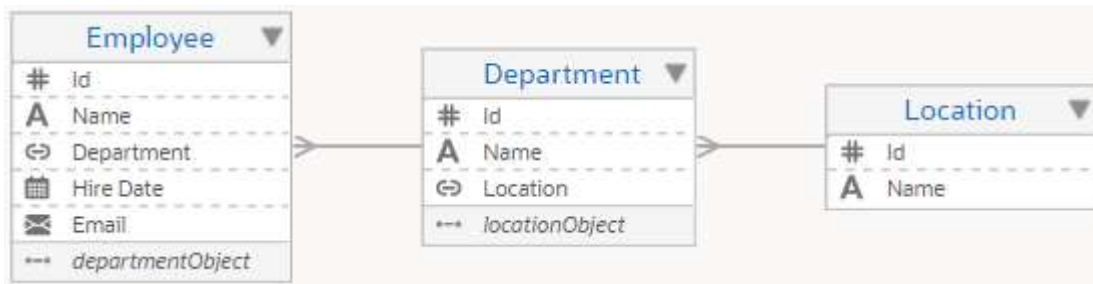 Employee
# Id
A Name
Department
Hire Date
Email
departmentObject
Department
# Id
A Name
Location
locationObject
Location
# Id
A Name